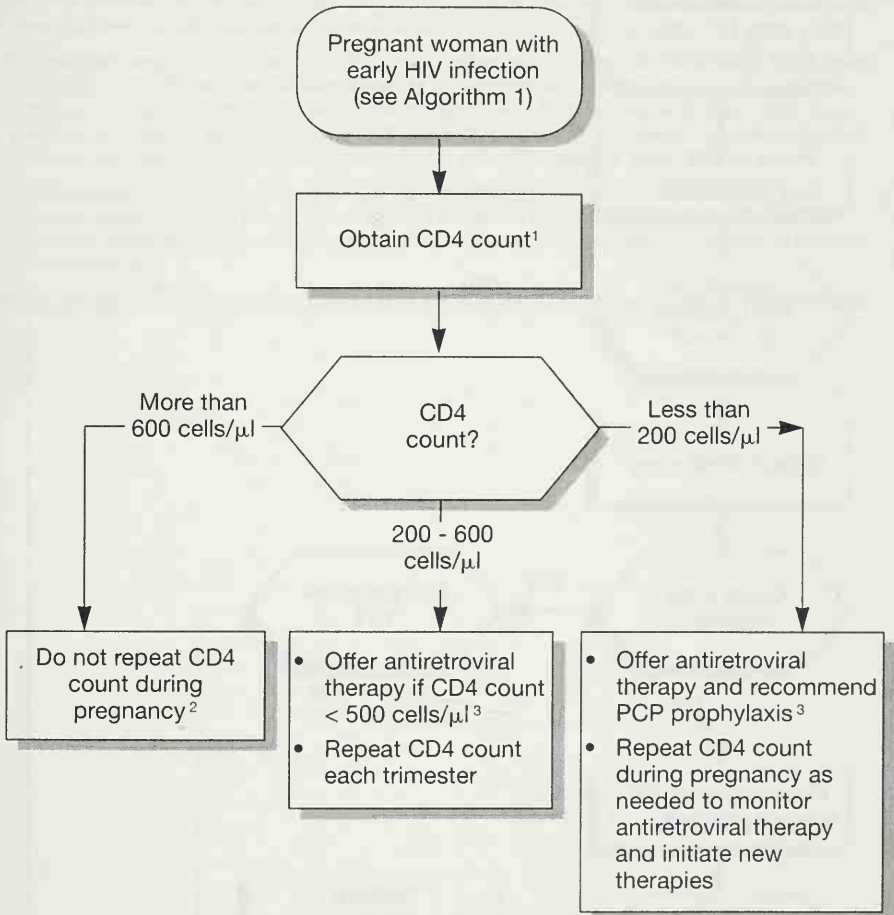 Pregnant woman with
early HIV infection
(see Algorithm 1)
Obtain CD4 count¹
CD4
count?
More than
600 cells/µl
200 - 600
cells/µl
Less than
200 cells/µl
Do not repeat CD4
count during
pregnancy²
• Offer antiretroviral
therapy if CD4 count
< 500 cells/µl³
• Repeat CD4 count
each trimester
• Offer antiretroviral
therapy and recommend
PCP prophylaxis³
• Repeat CD4 count
during pregnancy as
needed to monitor
antiretroviral therapy
and initiate new
therapies